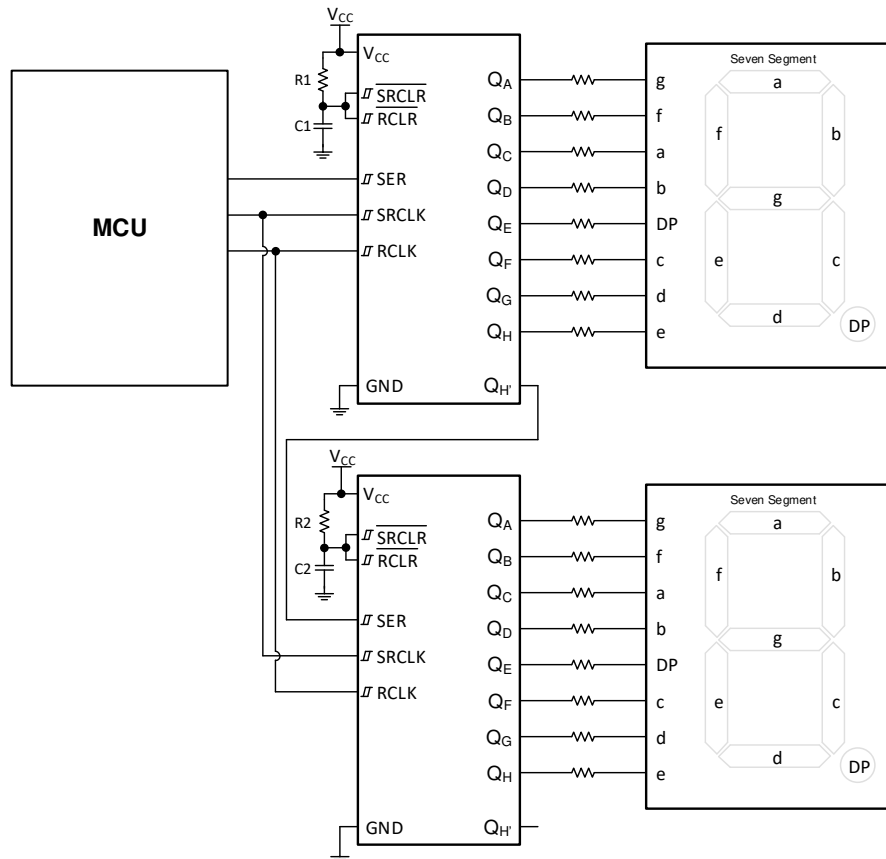 VCC
VCC
R1
SRCLR
C1
RCLR
SER
SRCLK
RCLK
GND
MCU
QA
QB
QC
QD
QE
QF
QG
QH
QH'
g
f
a
b
DP
c
d
e
Seven Segment
a
f
b
g
e
c
d
DP
VCC
VCC
R2
SRCLR
C2
RCLR
SER
SRCLK
RCLK
GND
QA
QB
QC
QD
QE
QF
QG
QH
QH'
g
f
a
b
DP
c
d
e
Seven Segment
a
f
b
g
e
c
d
DP